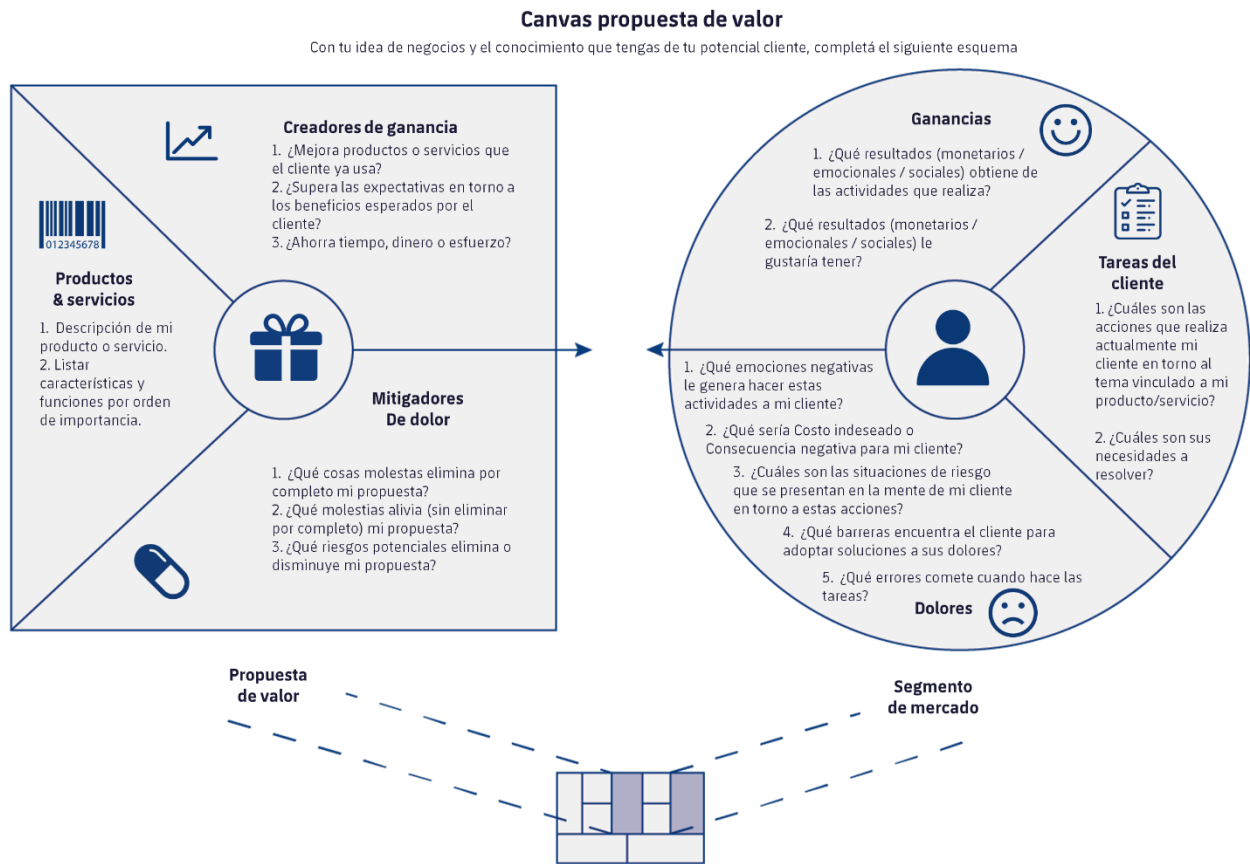 Canvas propuesta de valor
Con tu idea de negocios y el conocimiento que tengas de tu potencial cliente, completá el siguiente esquema
Creadores de ganancia
1. ¿Mejora productos o servicios que
el cliente ya usa?
2. ¿Supera las expectativas en torno a
los beneficios esperados por el
cliente?
3. ¿Ahorra tiempo, dinero o esfuerzo?
012345678
Productos
& servicios
1. Descripción de mi
producto o servicio.
2. Listar
características y
funciones por orden
de importancia.
Mitigadores
De dolor
1. ¿Qué cosas molestas elimina por
completo mi propuesta?
2. ¿Qué molestias alivia (sin eliminar
por completo) mi propuesta?
3. ¿Qué riesgos potenciales elimina o
disminuye mi propuesta?
Ganancias
1. ¿Qué resultados (monetarios /
emocionales / sociales) obtiene de
las actividades que realiza?
2. ¿Qué resultados (monetarios /
emocionales / sociales) le
gustaría tener?
Tareas del
cliente
1. ¿Cuáles son las
acciones que realiza
actualmente mi
cliente en torno al
tema vinculado a mi
producto/servicio?
2. ¿Cuáles son sus
necesidades a
resolver?
1. ¿Qué emociones negativas
le genera hacer estas
actividades a mi cliente?
2. ¿Qué sería Costo indeseado o
Consecuencia negativa para mi cliente?
3. ¿Cuáles son las situaciones de riesgo
que se presentan en la mente de mi cliente
en torno a estas acciones?
4. ¿Qué barreras encuentra el cliente para
adoptar soluciones a sus dolores?
5. ¿Qué errores comete cuando hace las
tareas?
Dolores
Propuesta
de valor
Segmento
de mercado